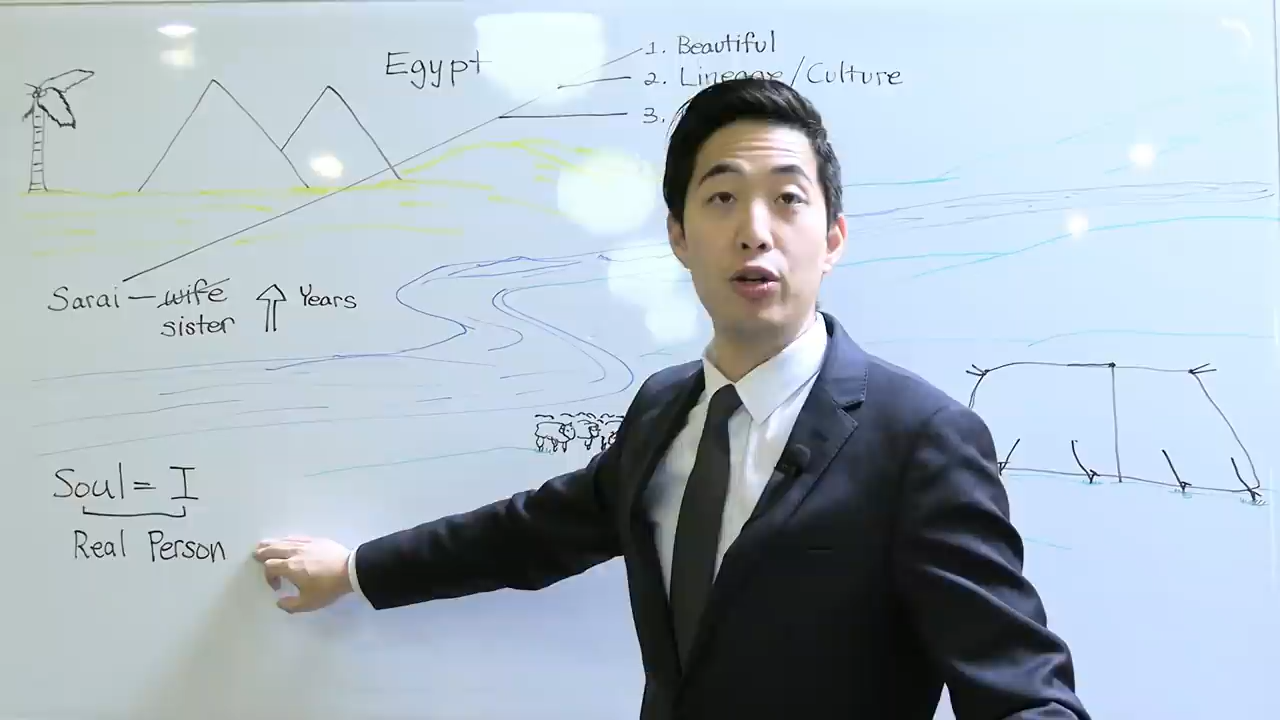 Egypt
1. Beautiful
2. Lineage/Culture
3.
Sarai — wife
sister
Years
Soul = I
Real Person